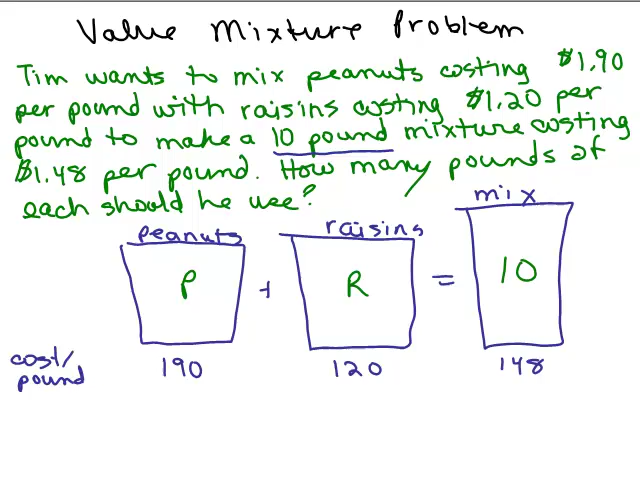 Value Mixture Problem
Tim wants to mix peanuts costing $1.90
per pound with raisins costing $1.20 per
pound to make a 10 pound mixture costing
$1.48 per pound. How many pounds of
each should he use?
peanuts raisins mix
P + R = 10
cost/
pound 190 120 148